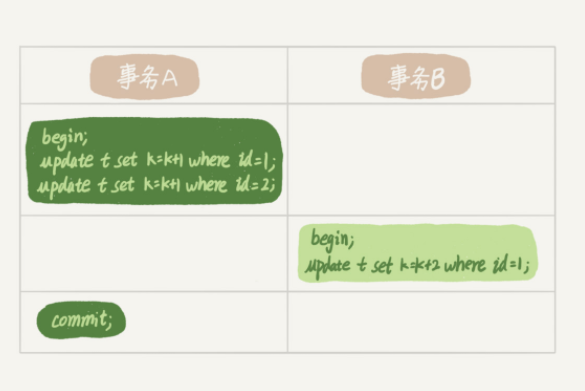 事务A
事务B
begin;
update t set k=k+1 where id=1;
update t set k=k+1 where id=2;
begin;
update t set k=k+2 where id=1;
commit;